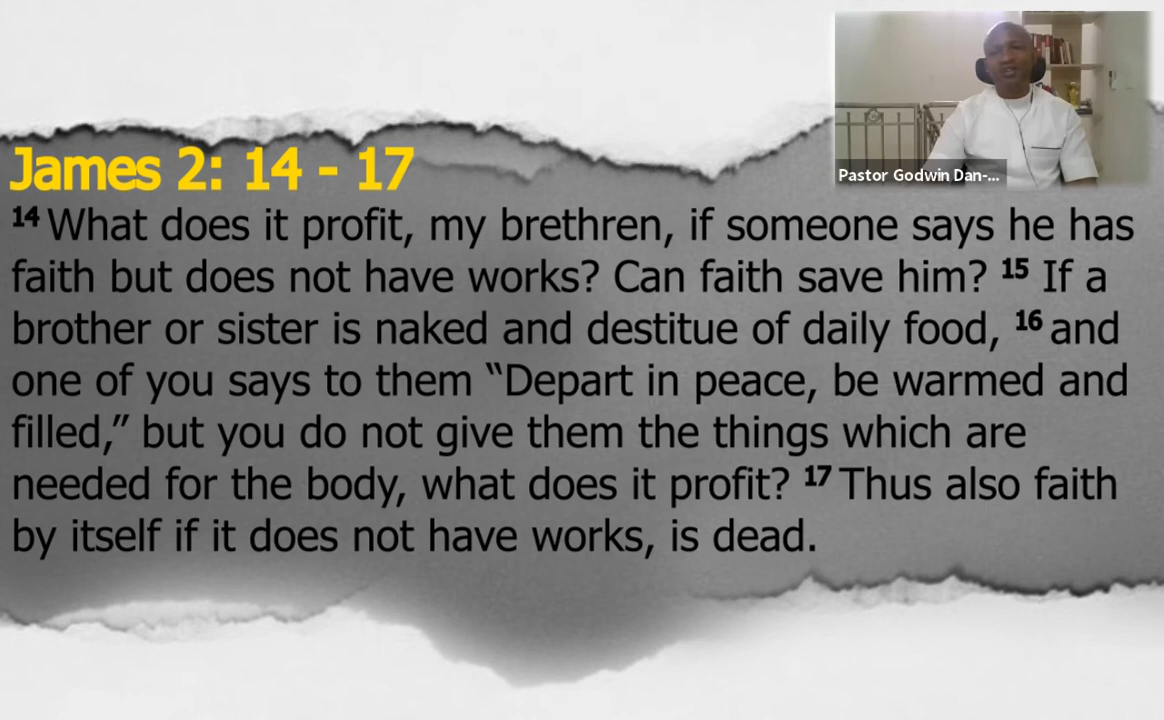 James 2: 14 - 17
14 What does it profit, my brethren, if someone says he has
faith but does not have works? Can faith save him? 15 If a
brother or sister is naked and destitue of daily food, 16 and
one of you says to them “Depart in peace, be warmed and
filled,” but you do not give them the things which are
needed for the body, what does it profit? 17 Thus also faith
by itself if it does not have works, is dead.
Pastor Godwin Dan-...